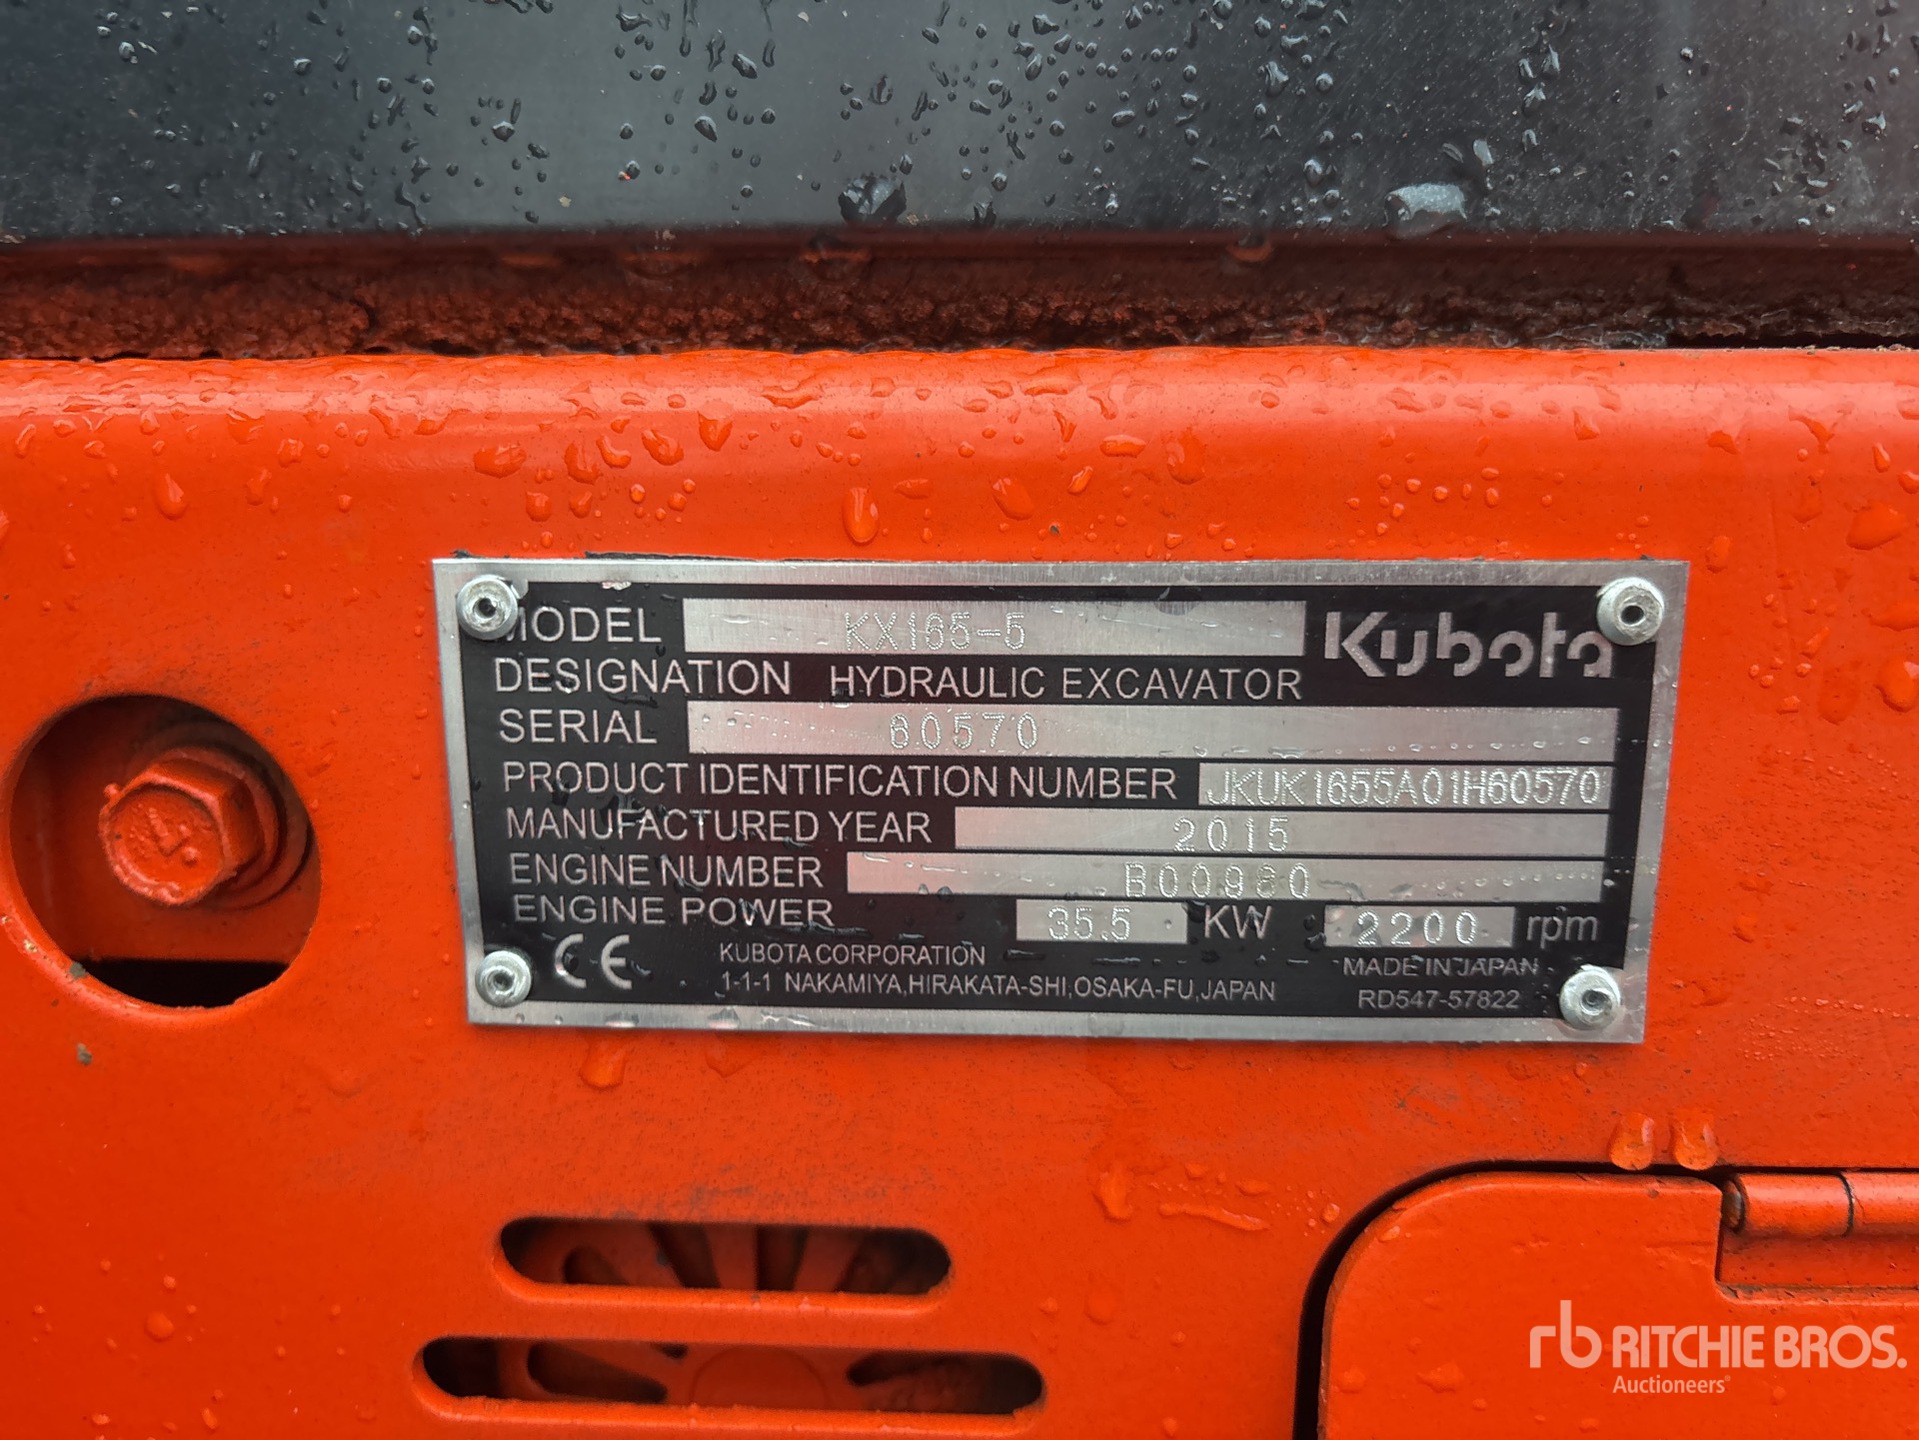 MODEL KX165-5 Kubota
DESIGNATION HYDRAULIC EXCAVATOR
SERIAL 60570
PRODUCT IDENTIFICATION NUMBER JKUK1655A01H60570
MANUFACTURED YEAR 2015
ENGINE NUMBER B00980
ENGINE POWER 35.5 KW 2200 rpm
CE KUBOTA CORPORATION MADE IN JAPAN
1-1-1 NAKAMIYA,HIRAKATA-SHI,OSAKA-FU,JAPAN RD547-57822
rb RITCHIE BROS.
Auctioneers